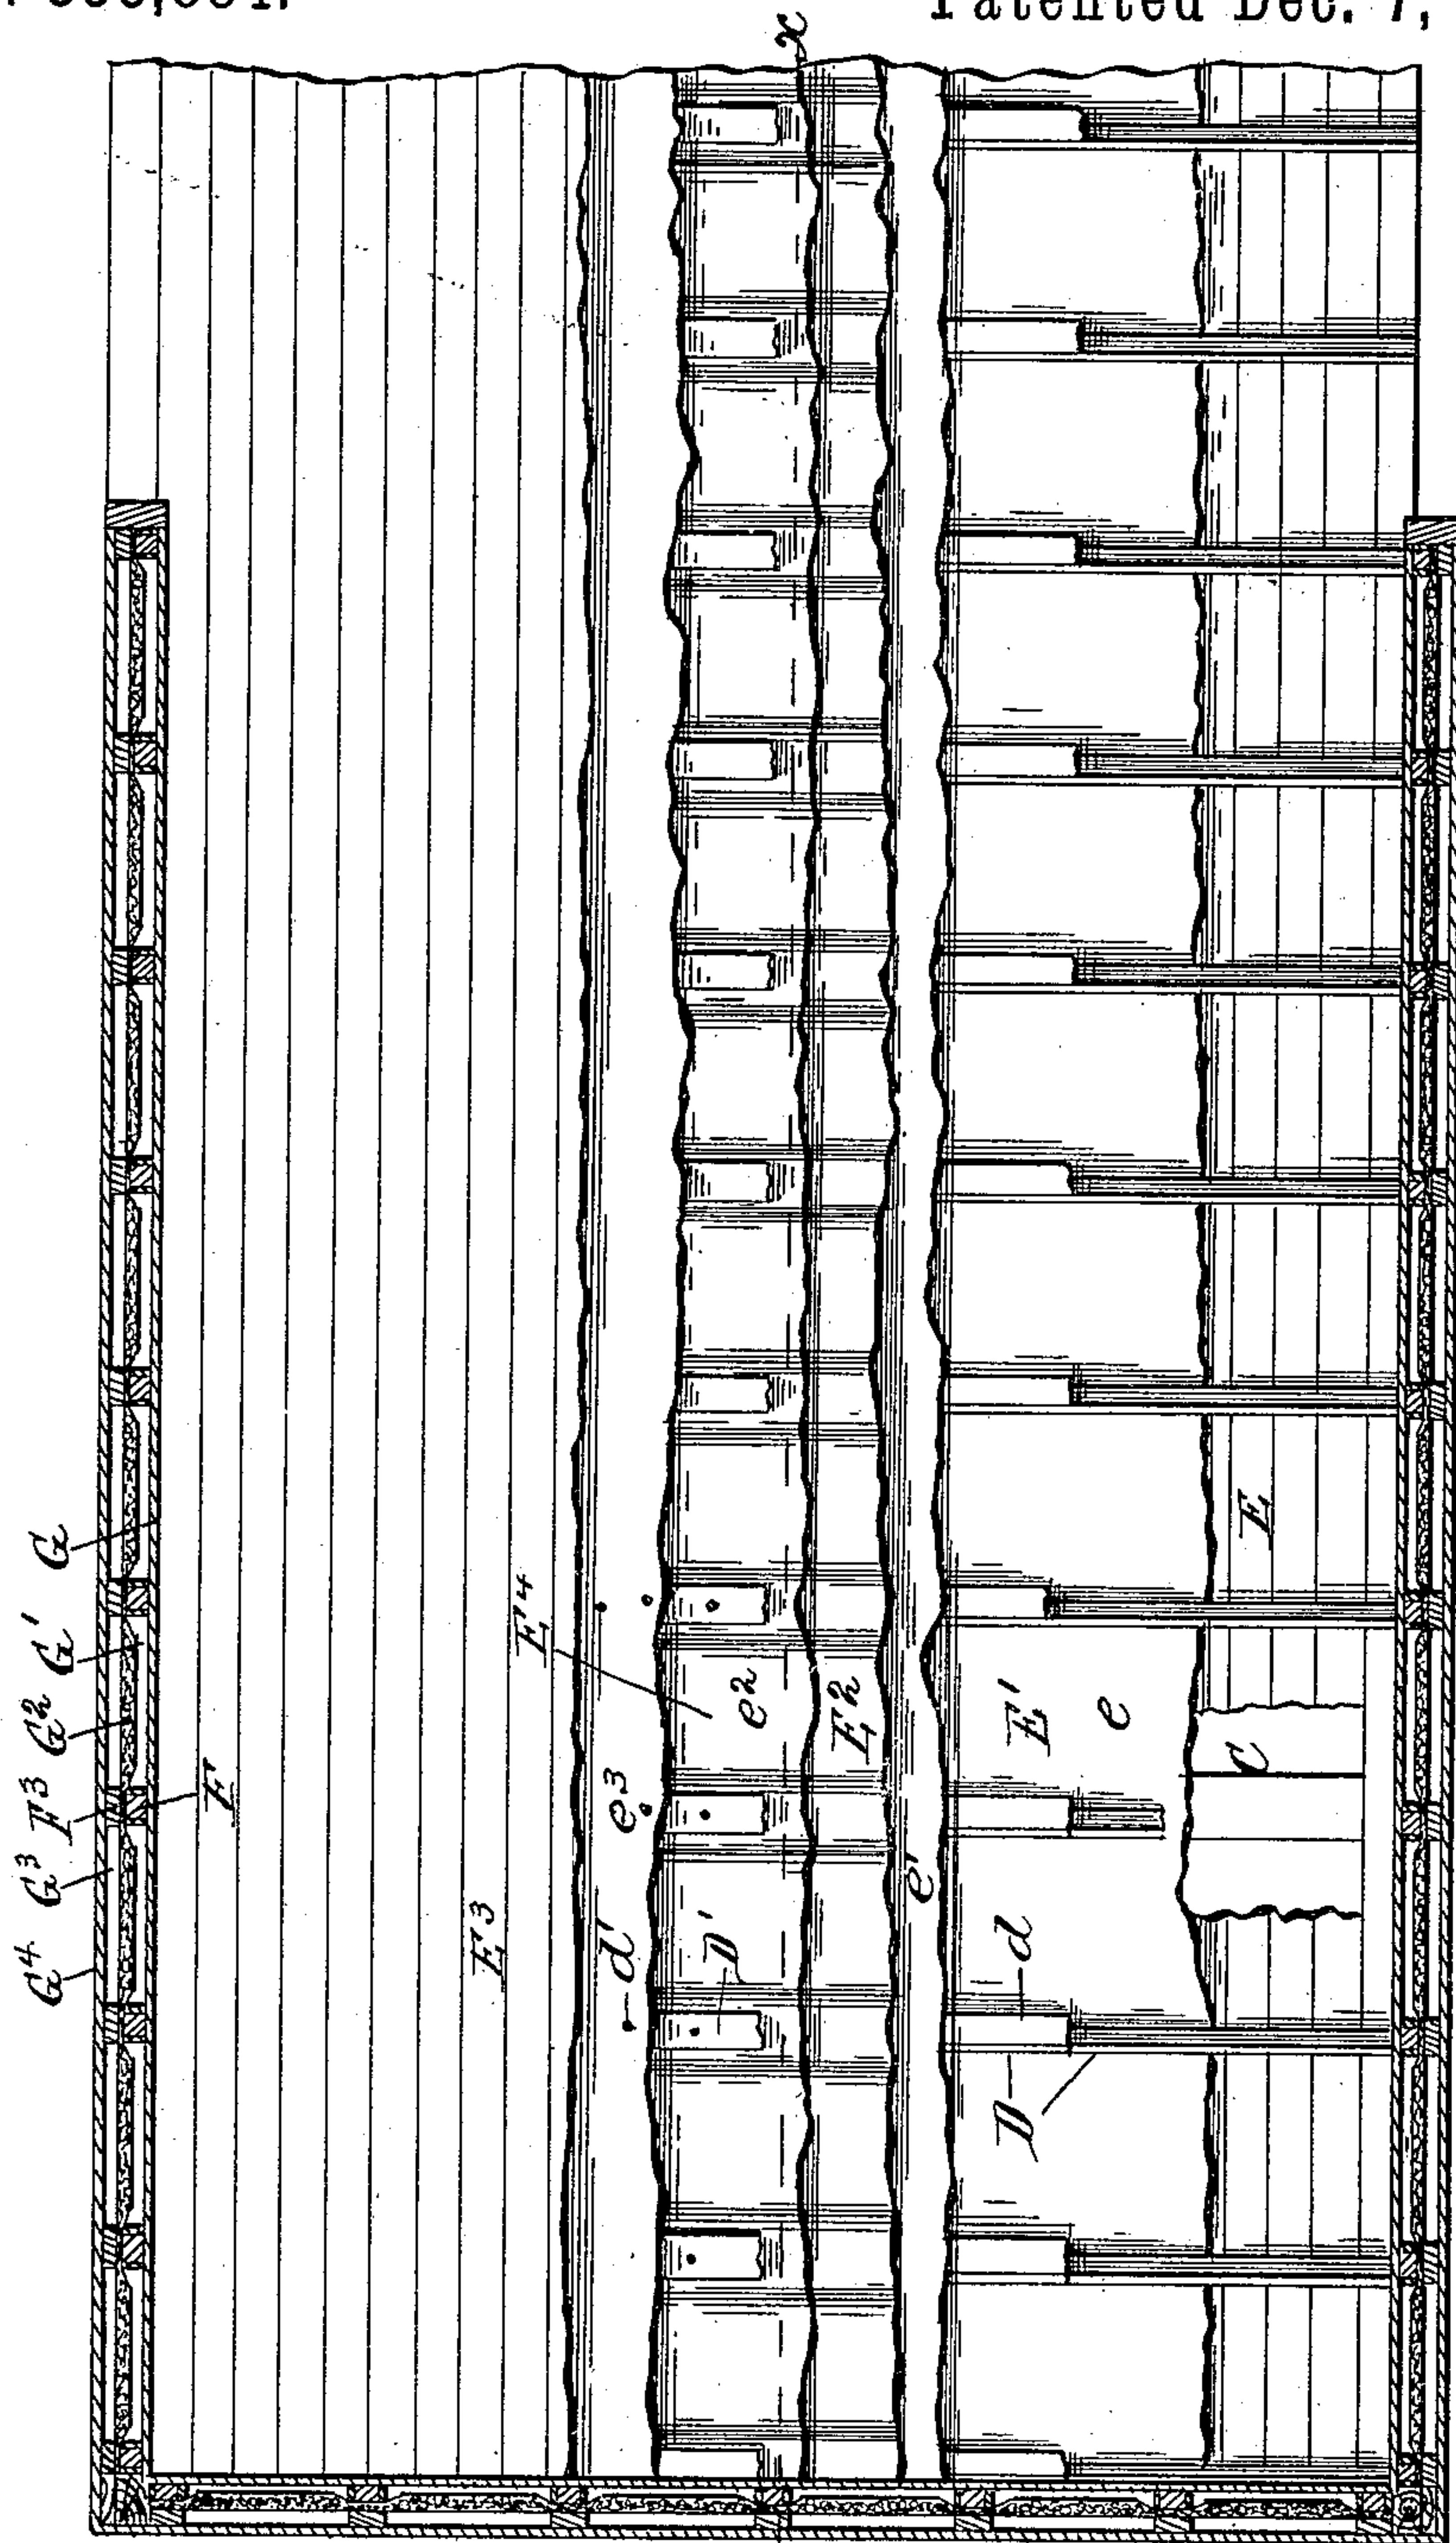 Patented Dec. 7,
x
G⁴ G³ F³ G² G' G
F
E³
E⁴
d'
e³
D'
e²
E²
e'
D
d
E'
e
C
E